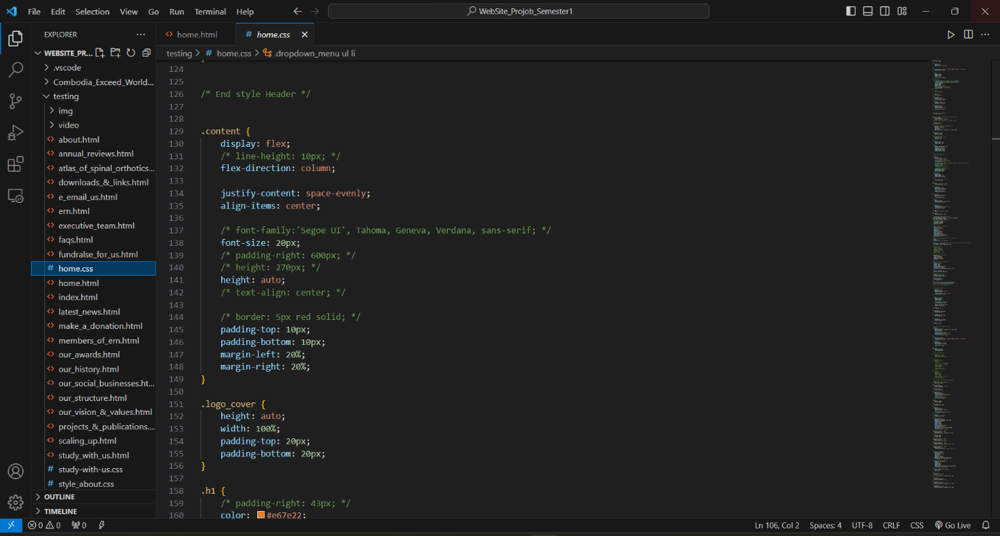 File Edit Selection View Go Run Terminal Help
WebSite_Projob_Semester1
EXPLORER
WEBSITE_PR...
.vscode
Combodia_Exceed_World...
testing
img
video
about.html
annual_reviews.html
atlas_of_spinal_orthotics...
downloads_&_links.html
e_email_us.html
ern.html
executive_team.html
faqs.html
fundralse_for_us.html
home.css
home.html
index.html
latest_news.html
make_a_donation.html
members_of_ern.html
our_awards.html
our_history.html
our_social_businesses.ht...
our_structure.html
our_vision_&_values.html
projects_&_publications....
scaling_up.html
study_with_us.html
study-with-us.css
style_about.css
OUTLINE
TIMELINE
home.html
# home.css
testing > # home.css > .dropdown_menu ul li
124
125
126 /* End style Header */
127
128
129 .content {
130 display: flex;
131 /* line-height: 10px; */
132 flex-direction: column;
133
134 justify-content: space-evenly;
135 align-items: center;
136
137 /* font-family:'Segoe UI', Tahoma, Geneva, Verdana, sans-serif; */
138 font-size: 20px;
139 /* padding-right: 600px; */
140 /* height: 270px; */
141 height: auto;
142 /* text-align: center; */
143
144 /* border: 5px red solid; */
145 padding-top: 10px;
146 padding-bottom: 10px;
147 margin-left: 20%;
148 margin-right: 20%;
149 }
150
151 .logo_cover {
152 height: auto;
153 width: 100%;
154 padding-top: 20px;
155 padding-bottom: 20px;
156 }
157
158 .h1 {
159 /* padding-right: 43px; */
160 color: #e67e22;
0 0 0
Ln 106, Col 2 Spaces: 4 UTF-8 CRLF CSS Go Live